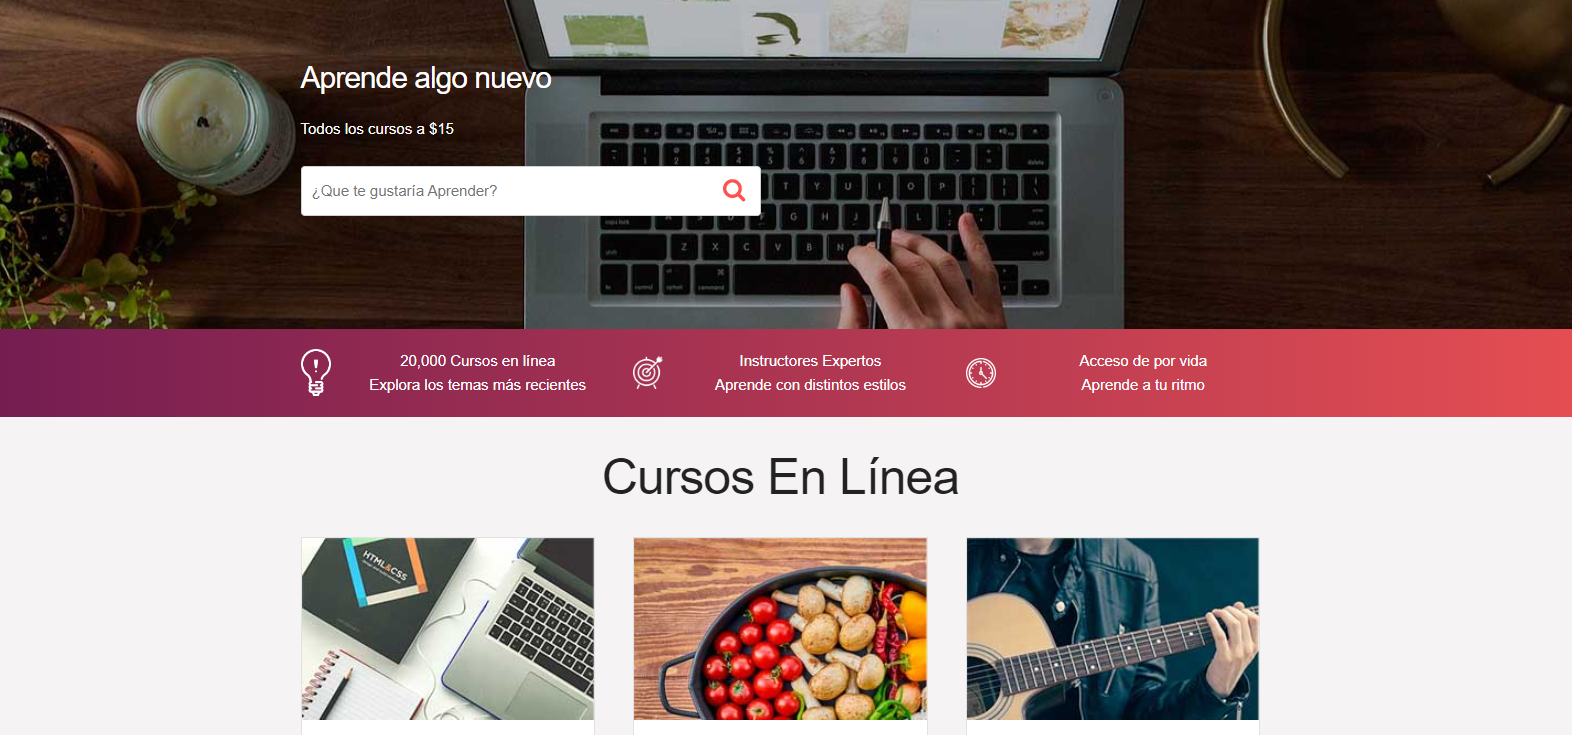 Aprende algo nuevo
Todos los cursos a $15
¿Que te gustaría Aprender?
20,000 Cursos en línea
Explora los temas más recientes
Instructores Expertos
Aprende con distintos estilos
Acceso de por vida
Aprende a tu ritmo
Cursos En Línea
HTML&CSS